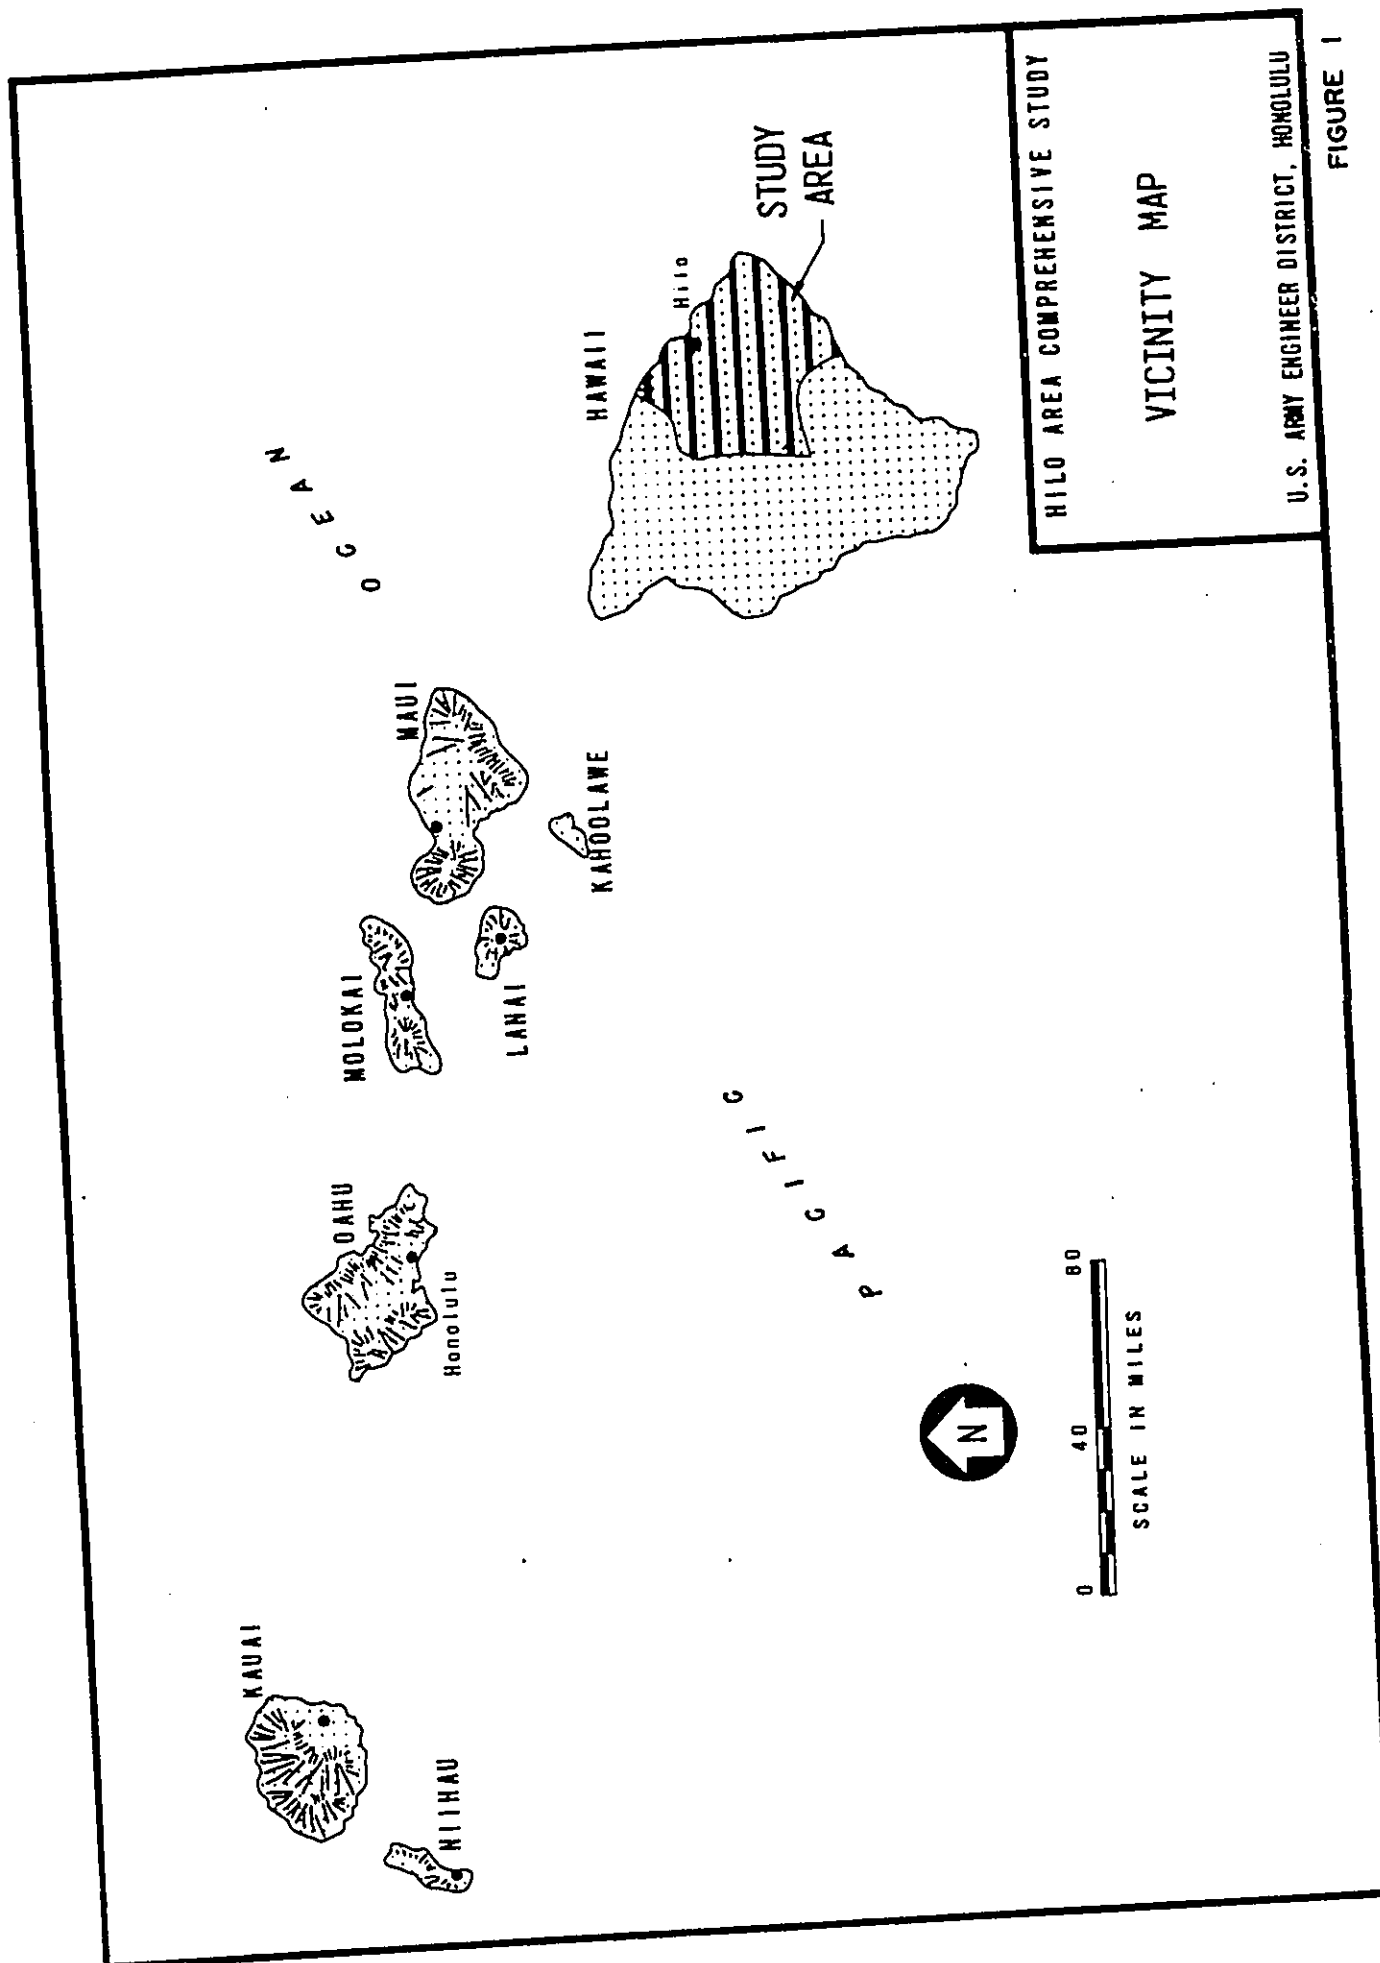 KAUAI
NIIHAU
OAHU
Honolulu
MOLOKAI
LANAI
MAUI
KAHOOLAWE
HAWAII
Hilo
STUDY
AREA
PACIFIC
OCEAN
N
0 40 80
SCALE IN MILES
HILO AREA COMPREHENSIVE STUDY
VICINITY MAP
U.S. ARMY ENGINEER DISTRICT, HONOLULU
FIGURE 1